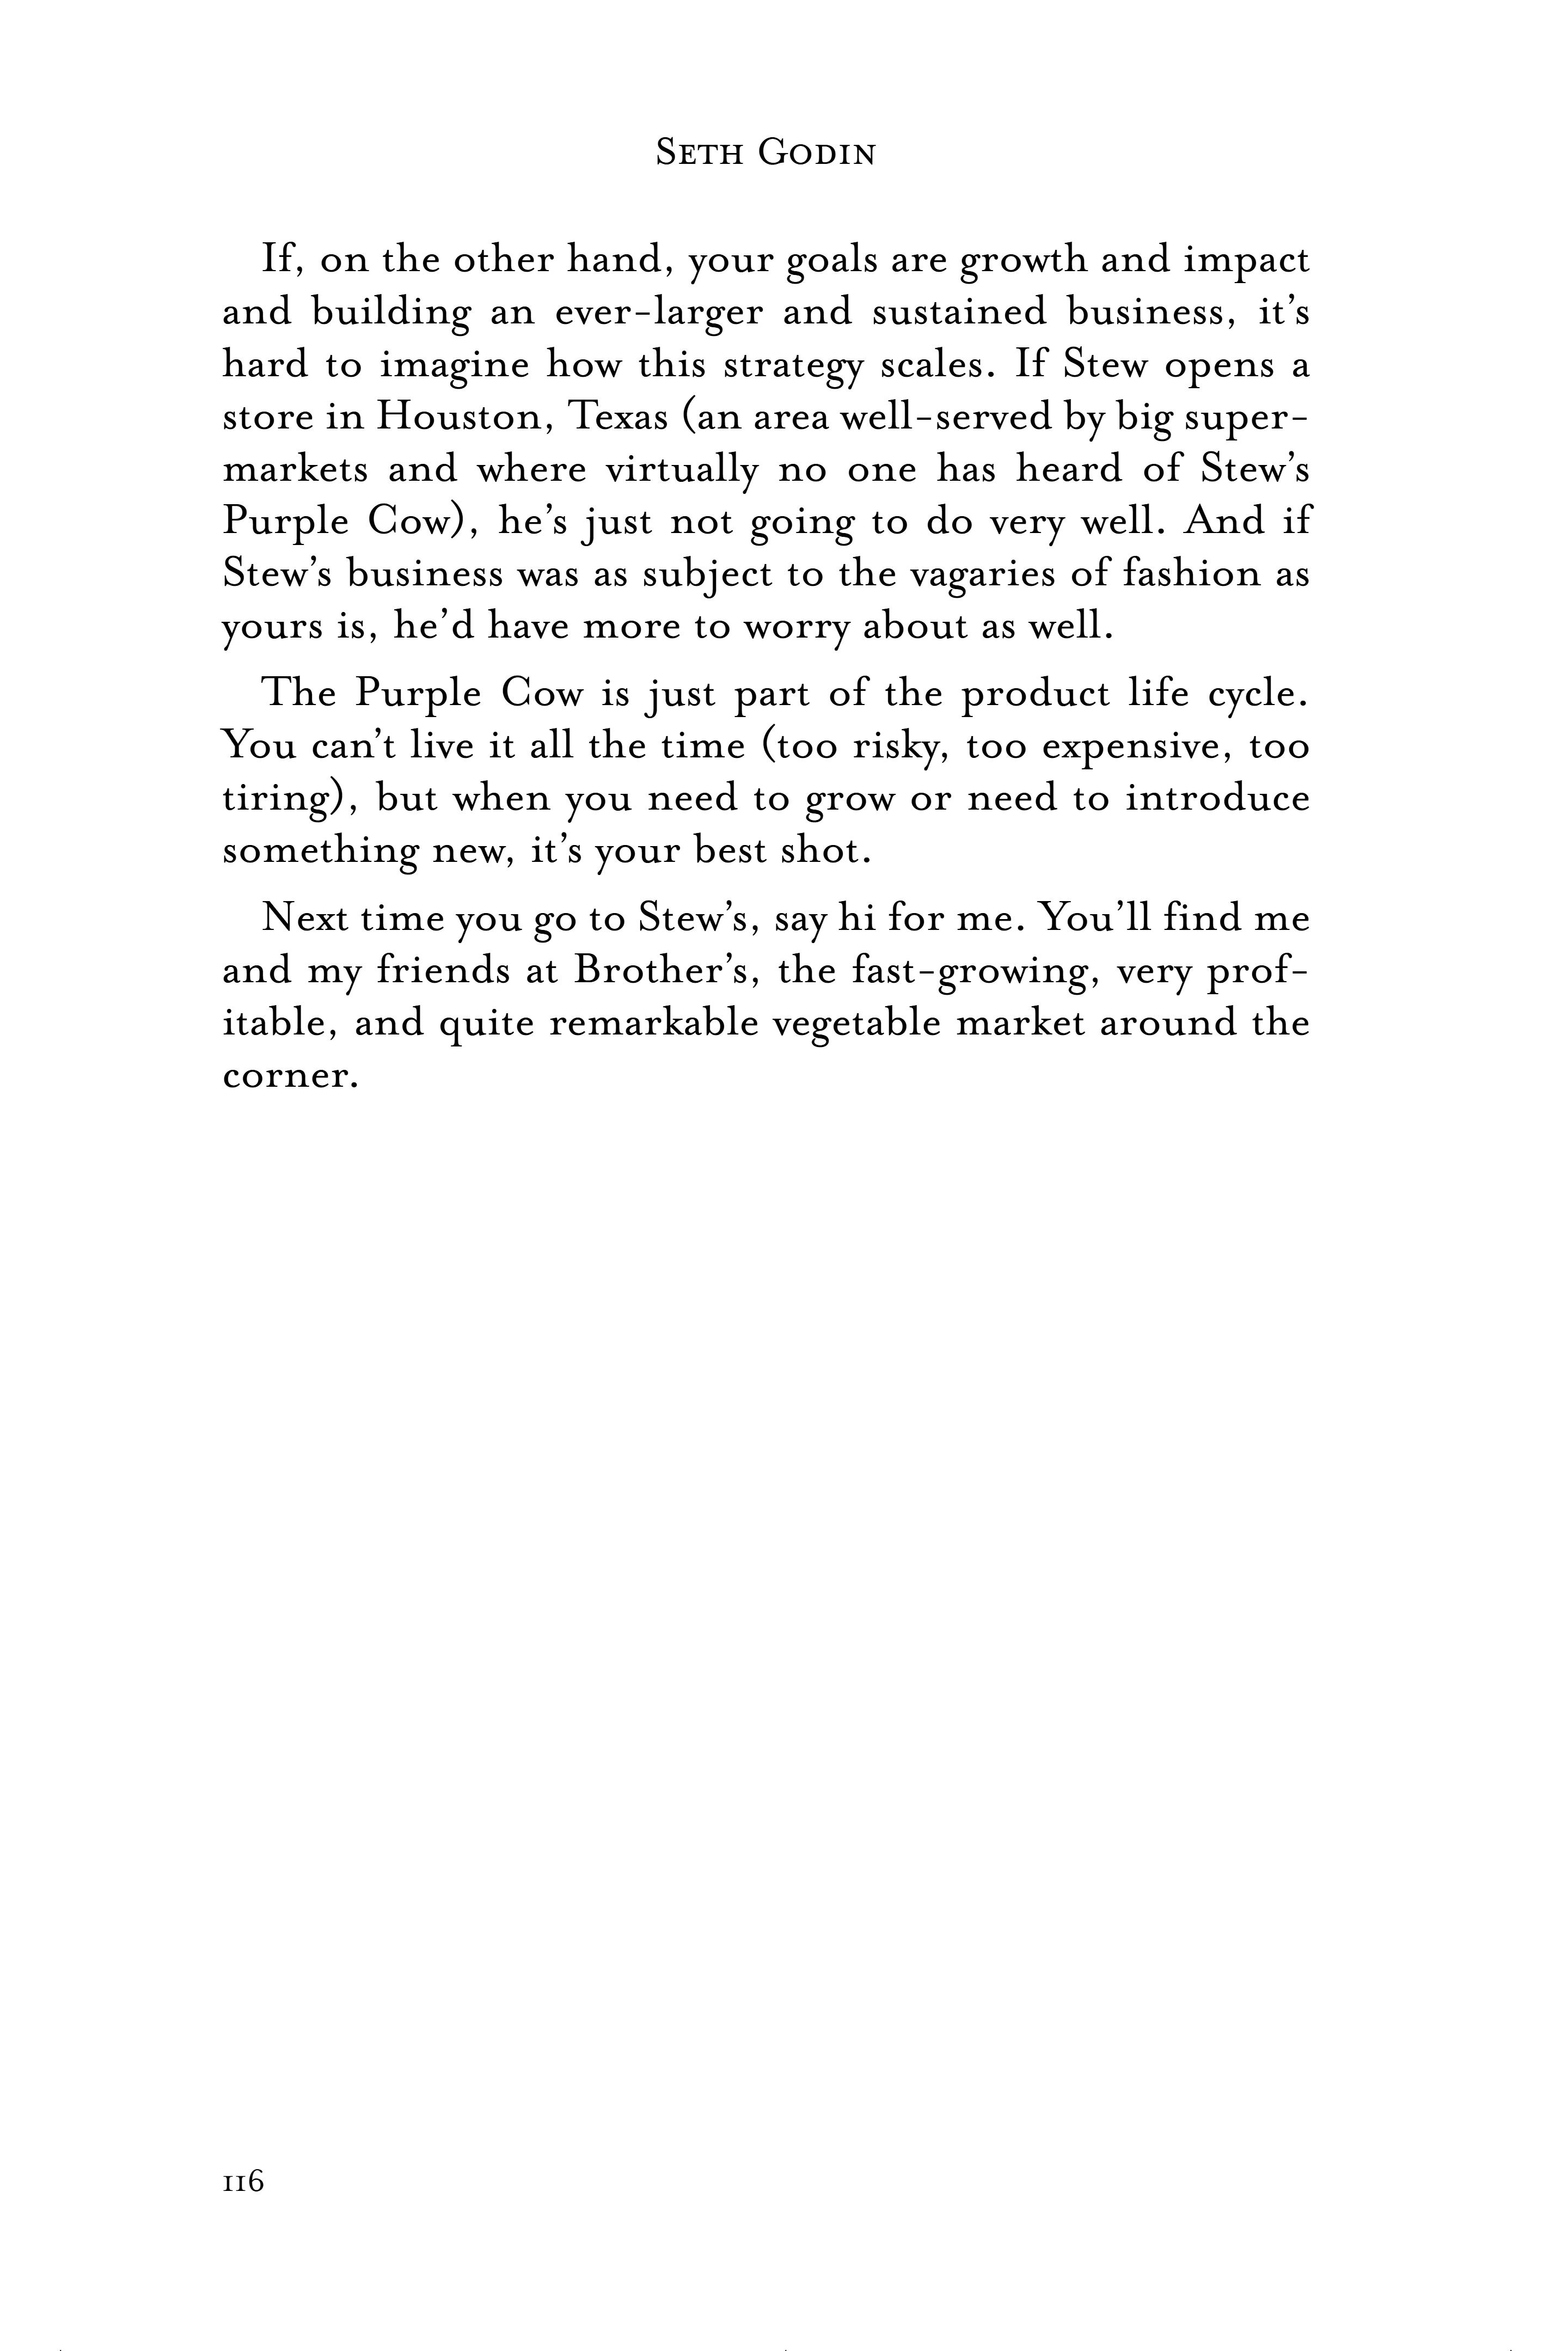 Seth Godin
If, on the other hand, your goals are growth and impact
and building an ever-larger and sustained business, it’s
hard to imagine how this strategy scales. If Stew opens a
store in Houston, Texas (an area well-served by big super-
markets and where virtually no one has heard of Stew’s
Purple Cow), he’s just not going to do very well. And if
Stew’s business was as subject to the vagaries of fashion as
yours is, he’d have more to worry about as well.
The Purple Cow is just part of the product life cycle.
You can’t live it all the time (too risky, too expensive, too
tiring), but when you need to grow or need to introduce
something new, it’s your best shot.
Next time you go to Stew’s, say hi for me. You’ll find me
and my friends at Brother’s, the fast-growing, very prof-
itable, and quite remarkable vegetable market around the
corner.
116